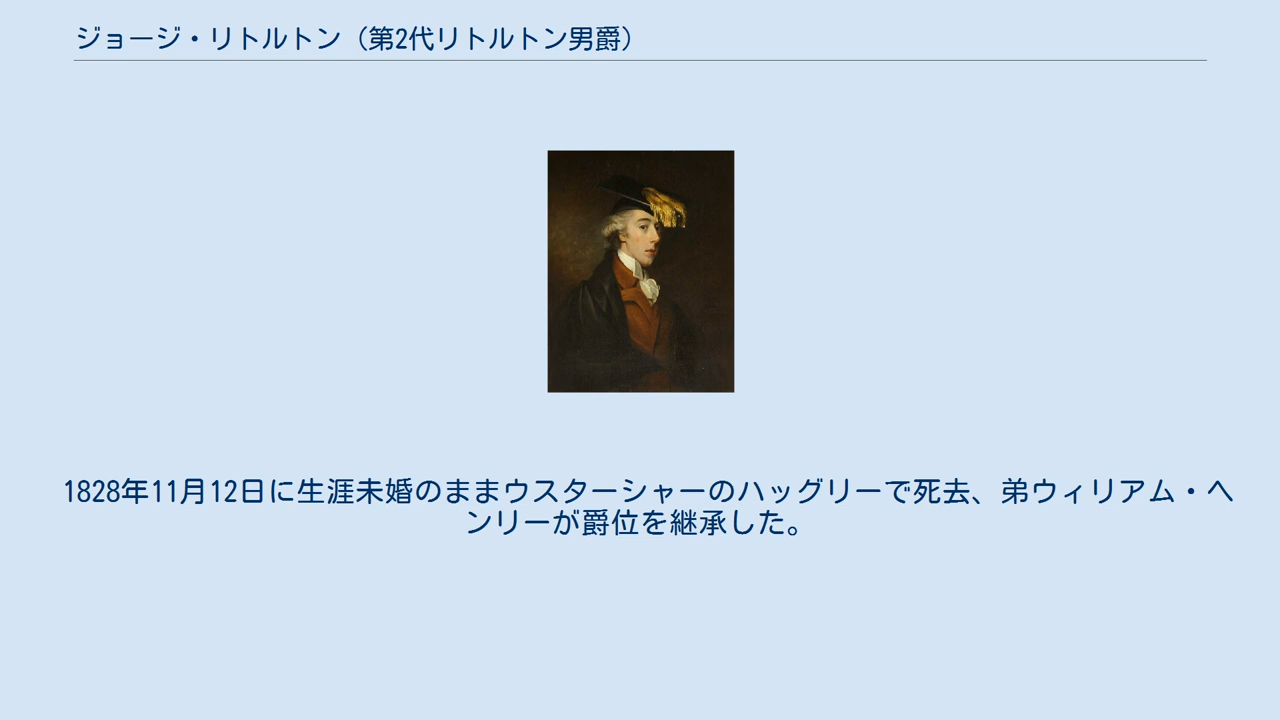 ジョージ・リトルトン（第2代リトルトン男爵）
1828年11月12日に生涯未婚のままウスターシャーのハッグリーで死去、弟ウィリアム・ヘ
ンリーが爵位を継承した。